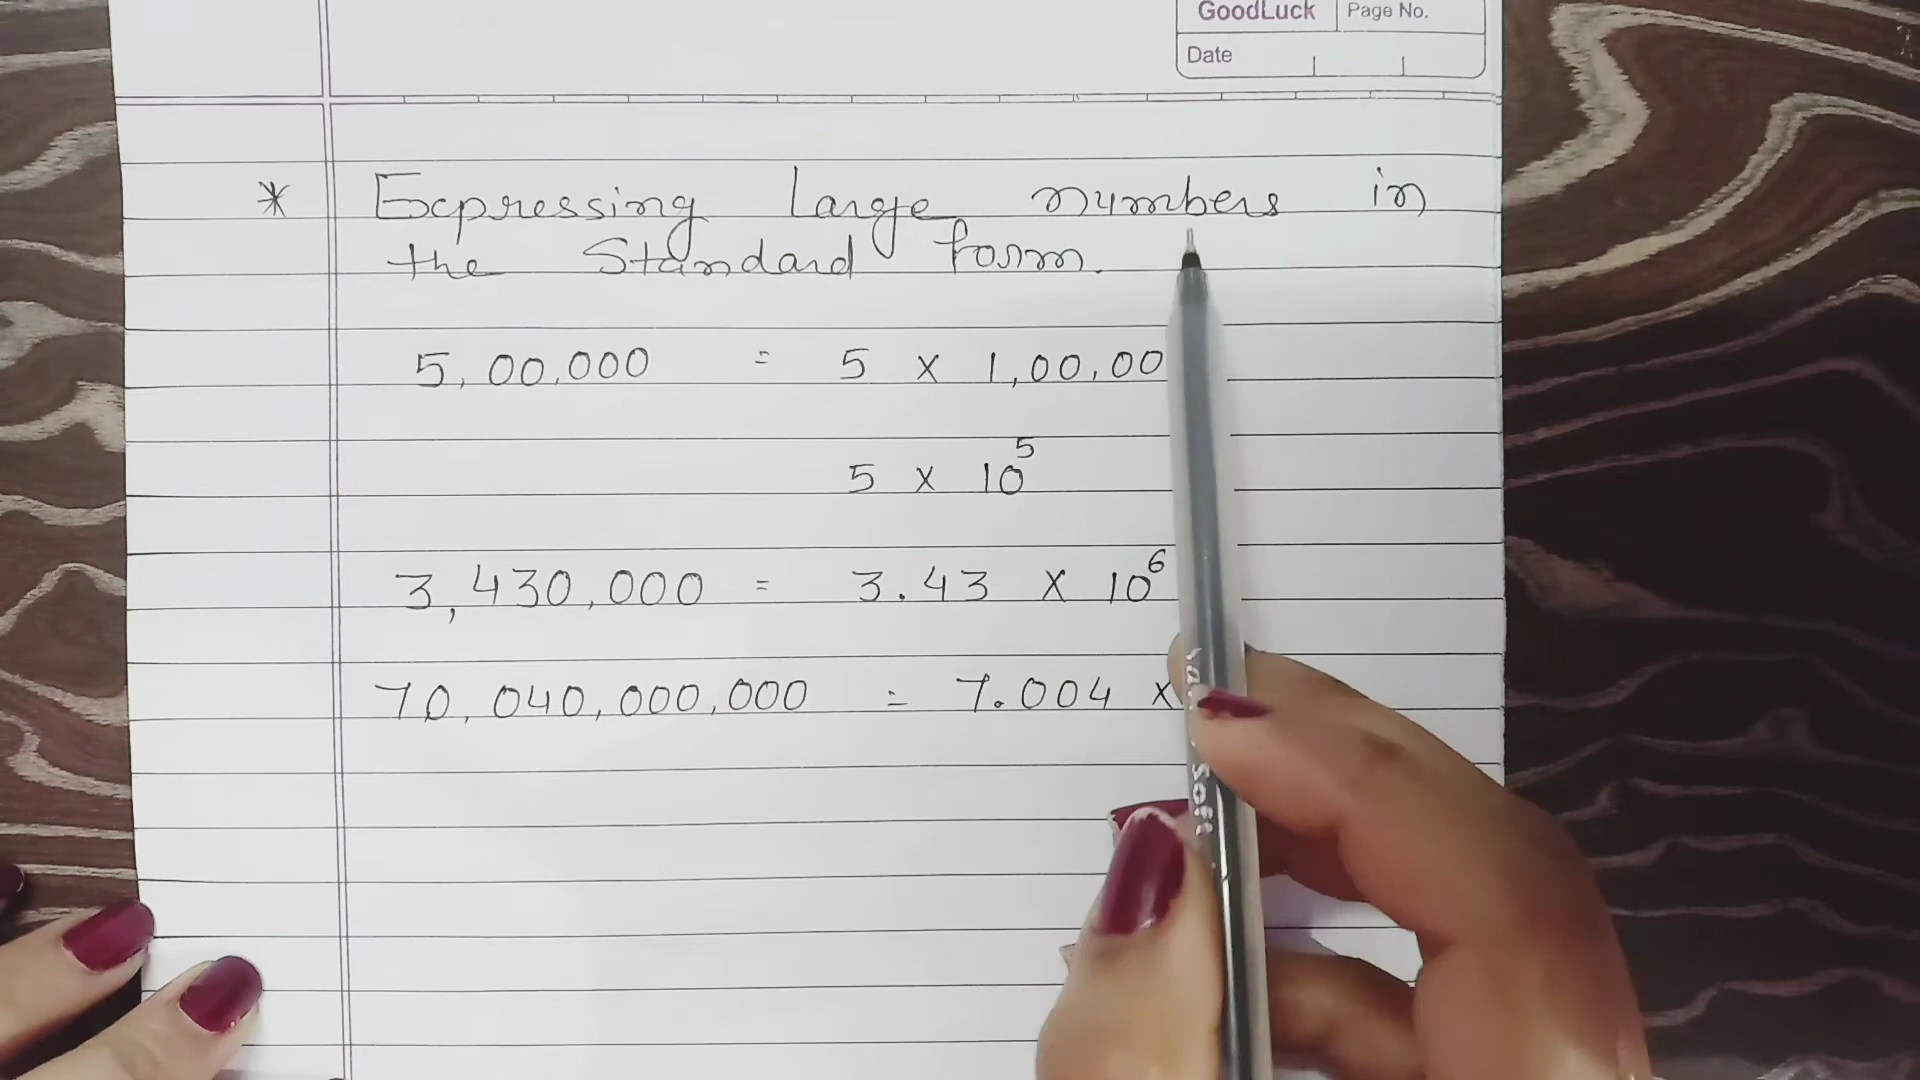 GoodLuck Page No.
Date
* Expressing large numbers in
the Standard form.
5,00,000 = 5 x 1,00,00
5 x 10⁵
3,430,000 = 3.43 x 10⁶
70,040,000,000 = 7.004 x